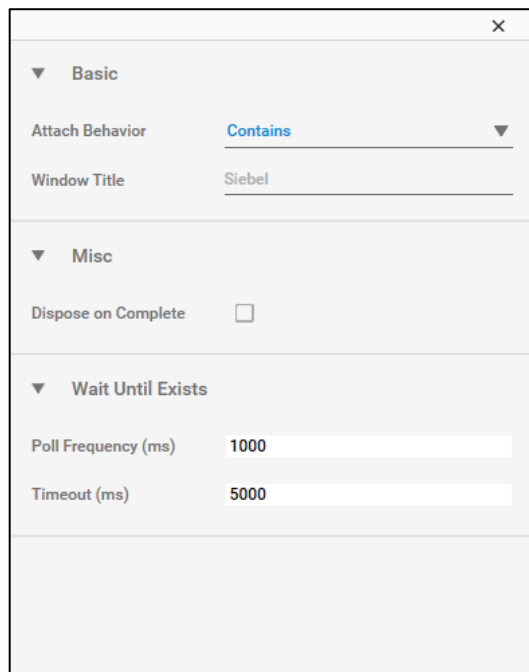 Basic
Attach Behavior Contains
Window Title Siebel
Misc
Dispose on Complete
Wait Until Exists
Poll Frequency (ms) 1000
Timeout (ms) 5000